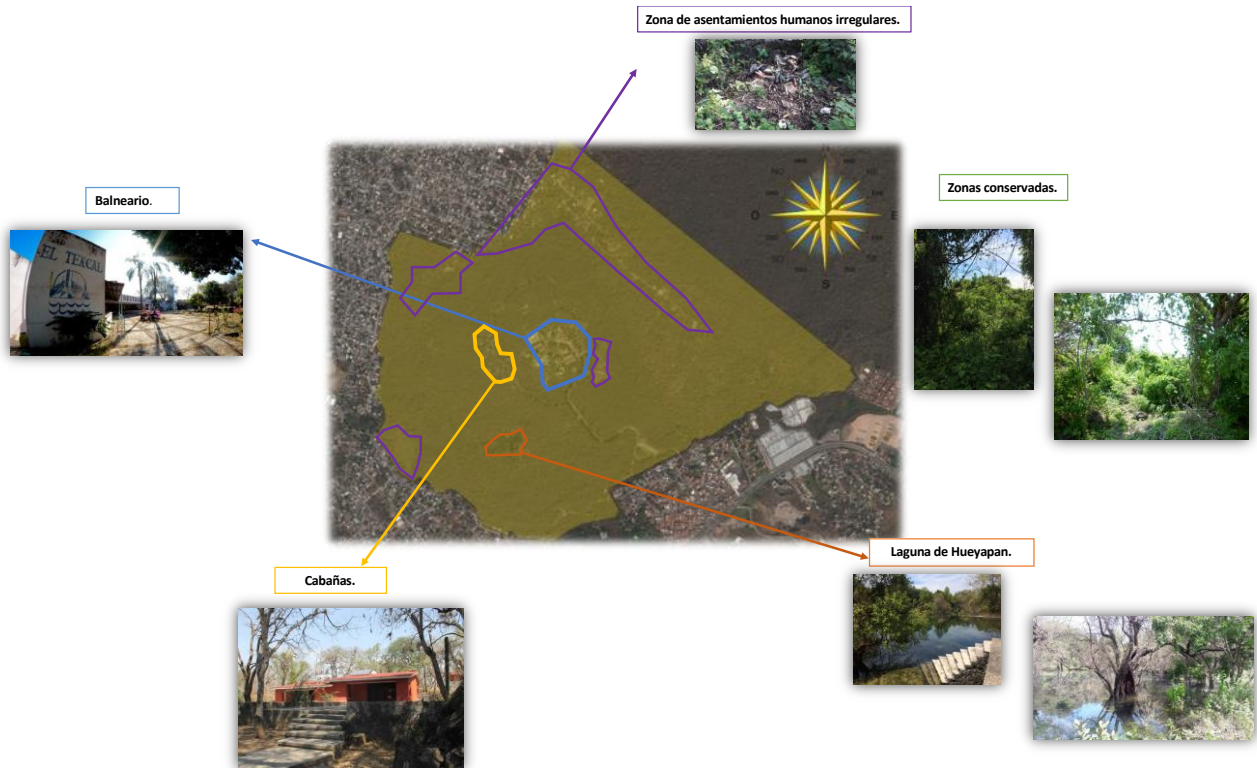 Zona de asentamientos humanos irregulares.
Balneario.
EL TEXCAL
Zonas conservadas.
O
E
S
Laguna de Hueyapan.
Cabañas.